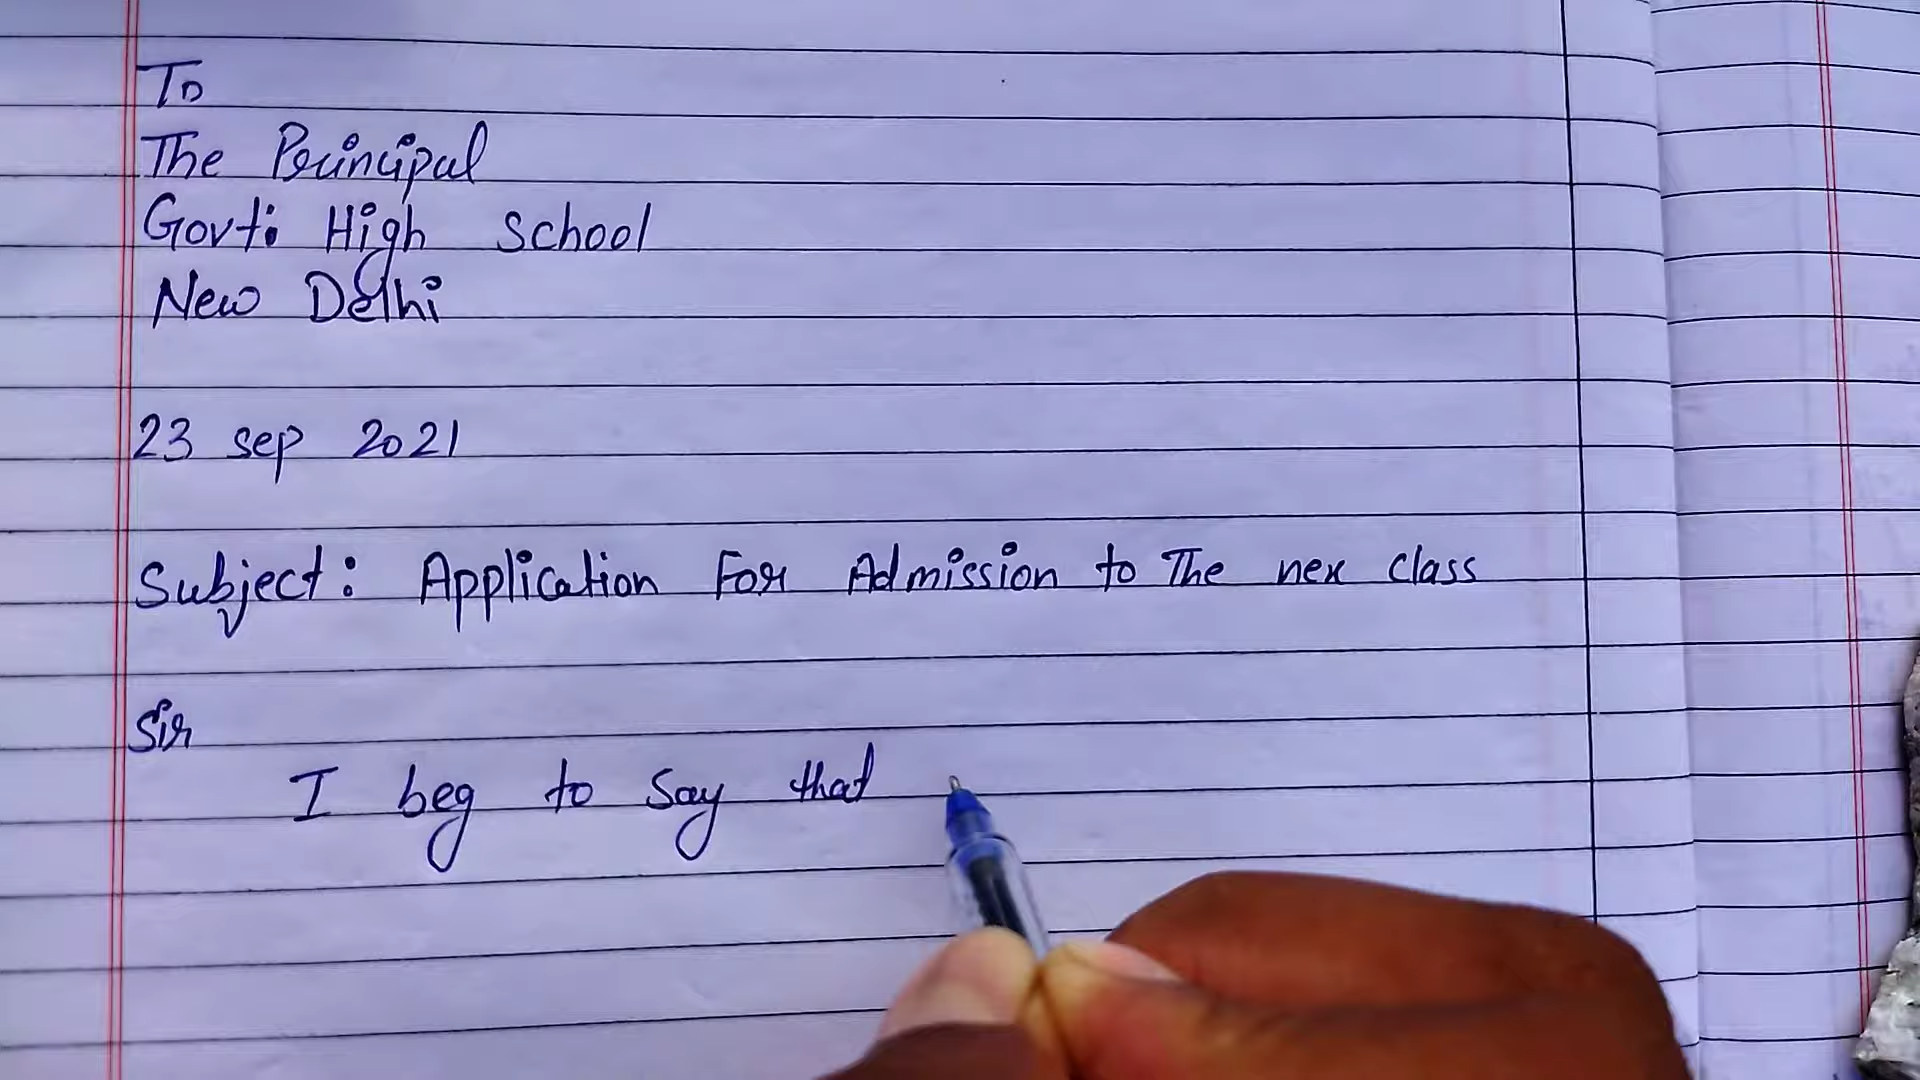 To
The Principal
Govt: High School
New Delhi
23 sep 2021
Subject: Application For Admission to The nex class
Sir
I beg to say that